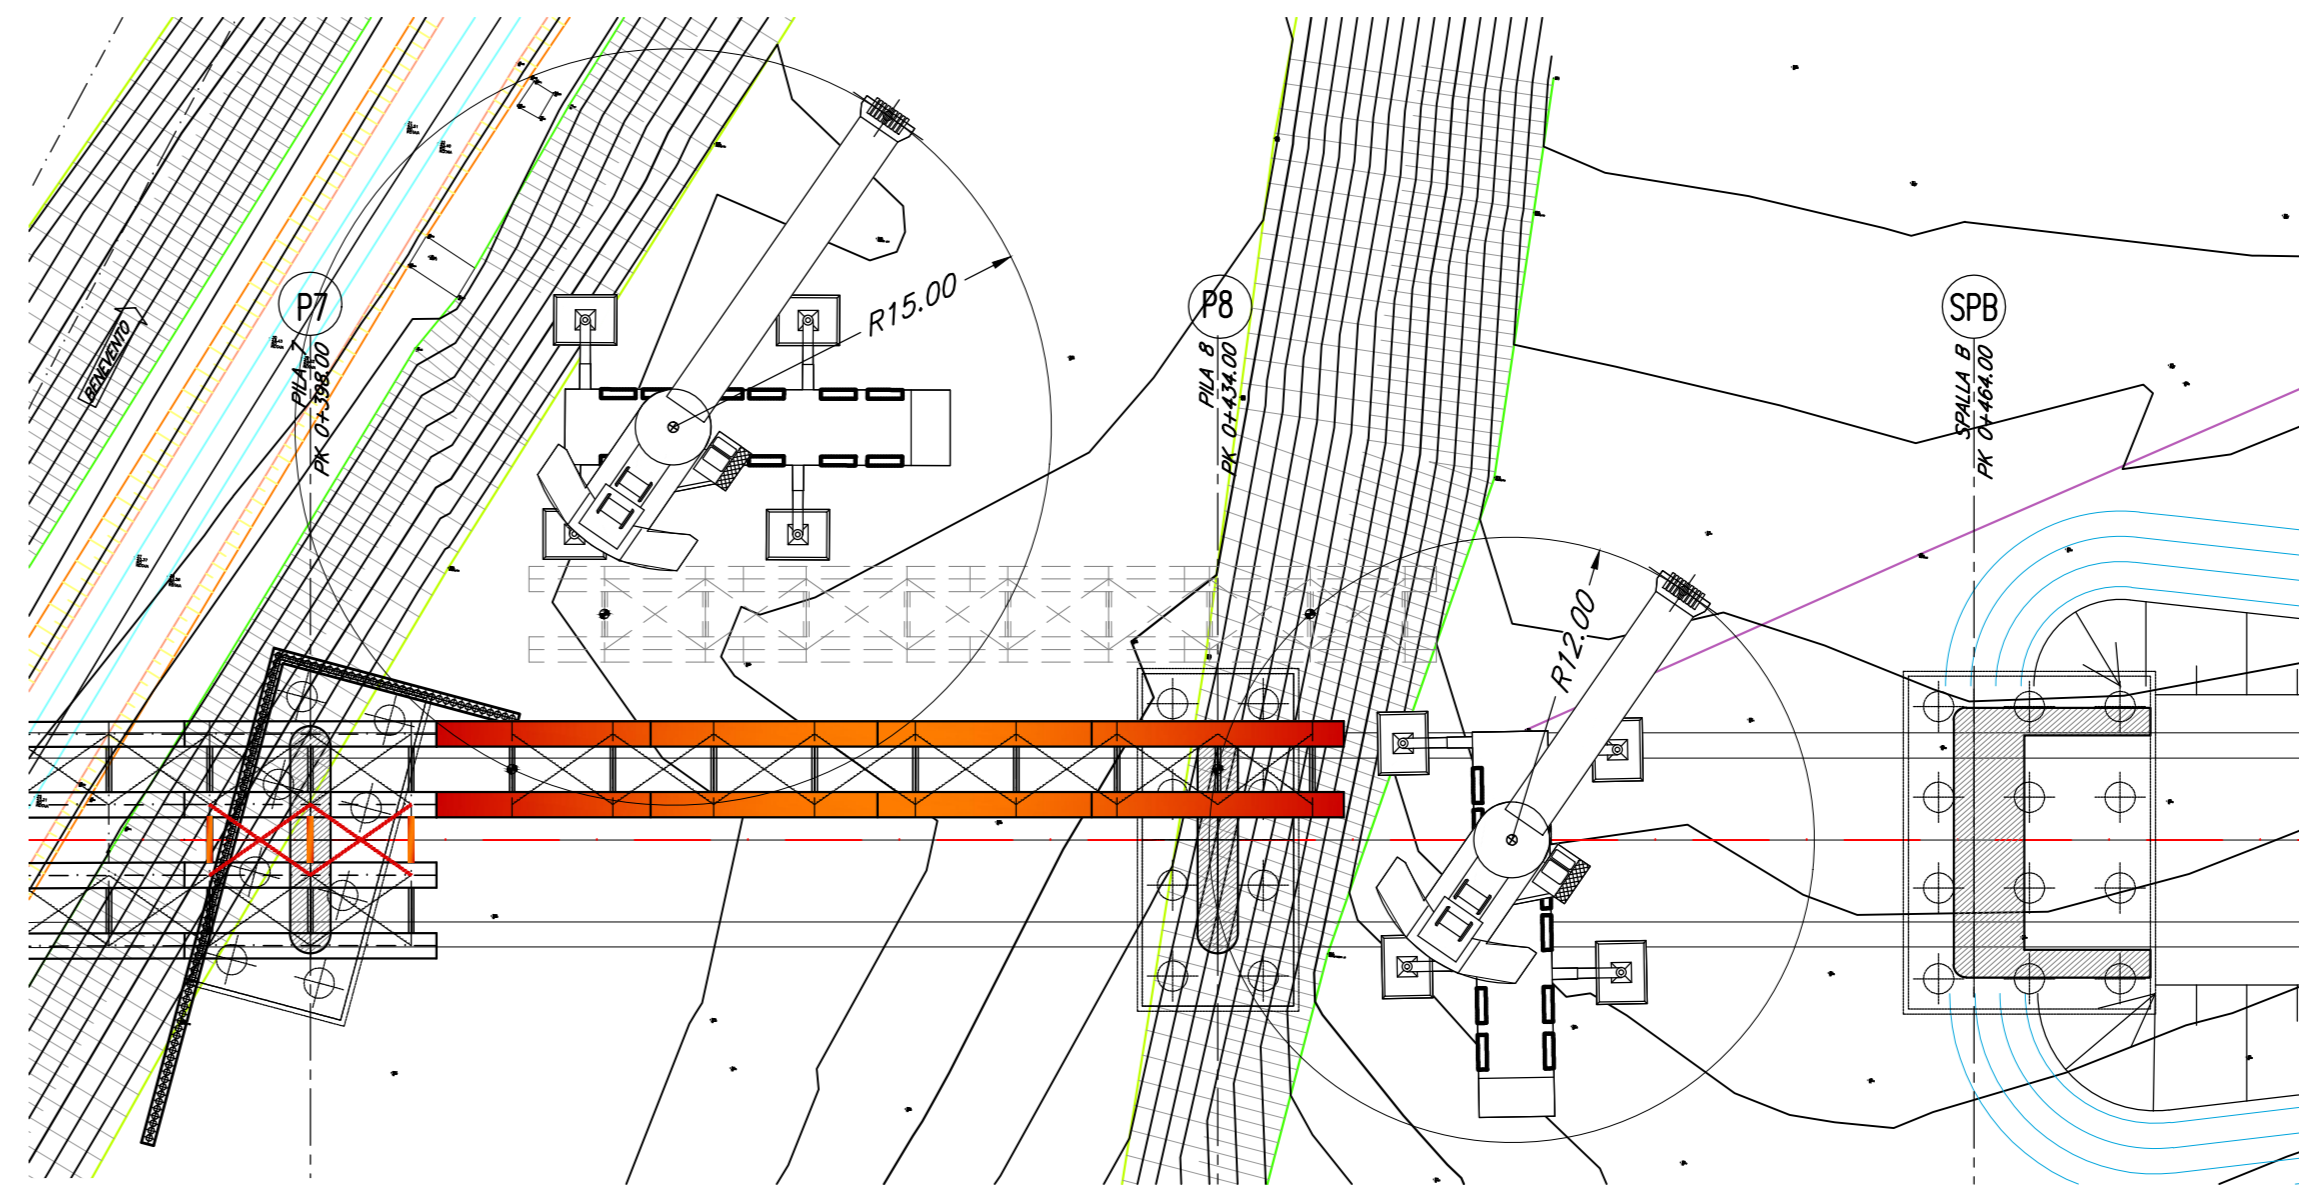 P7
PILA 7
PK 0+398.00
BENEVENTO
R15.00
P8
PILA 8
PK 0+434.00
SPB
SPALLA B
PK 0+464.00
R12.00